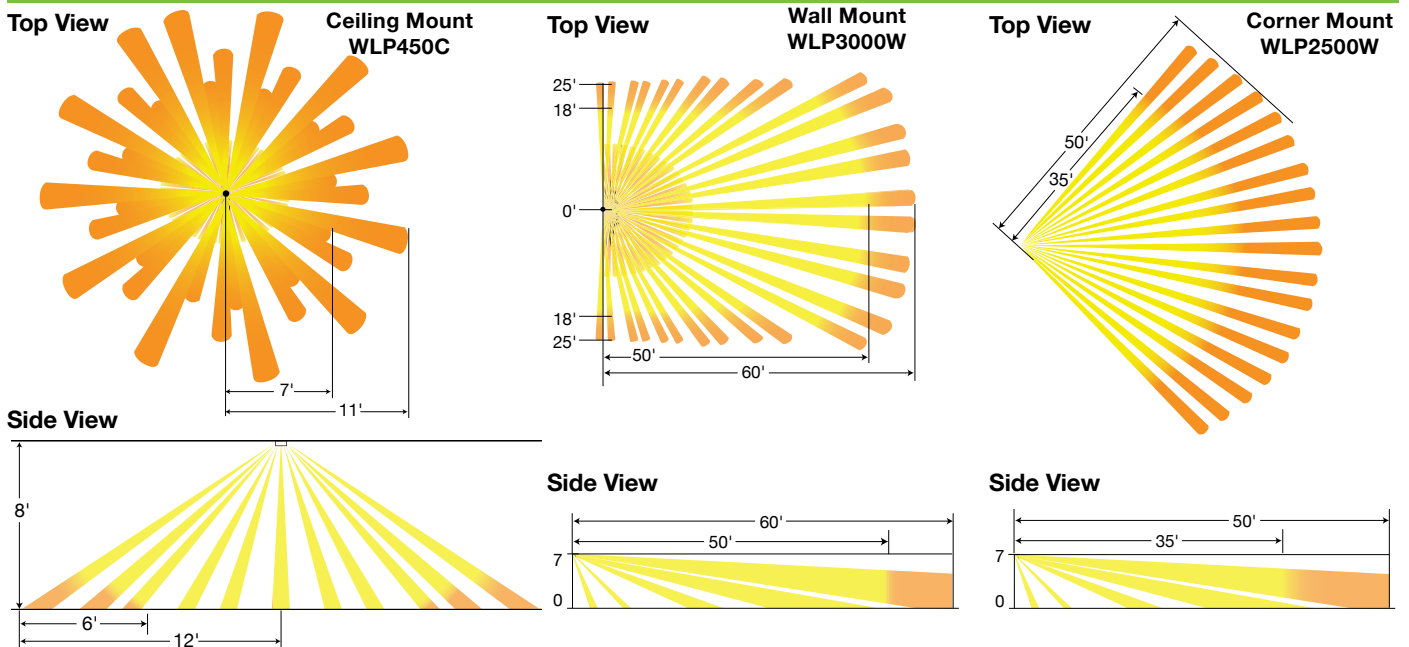 Top View
Ceiling Mount
WLP450C
7'
11'
Side View
8'
6'
12'
Top View
Wall Mount
WLP3000W
25'
18'
0'
18'
25'
50'
60'
Side View
60'
50'
7
0
Top View
Corner Mount
WLP2500W
50'
35'
Side View
50'
35'
7
0